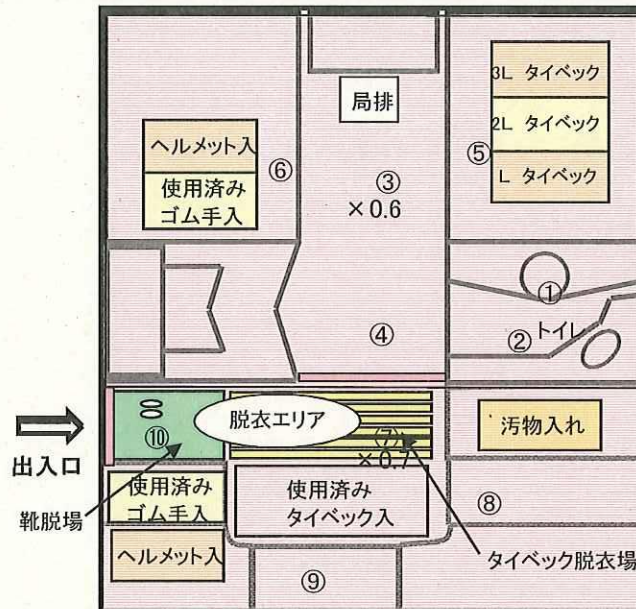 3L タイベック
2L タイベック
L タイベック
局排
ヘルメット入
使用済み
ゴム手入
⑥
③
×0.6
⑤
①
④
②
トイレ
出入口
脱衣エリア
⑩
⑦
×0.7
汚物入れ
靴脱場
使用済み
ゴム手入
使用済み
タイベック入
⑧
ヘルメット入
⑨
タイベック脱衣場